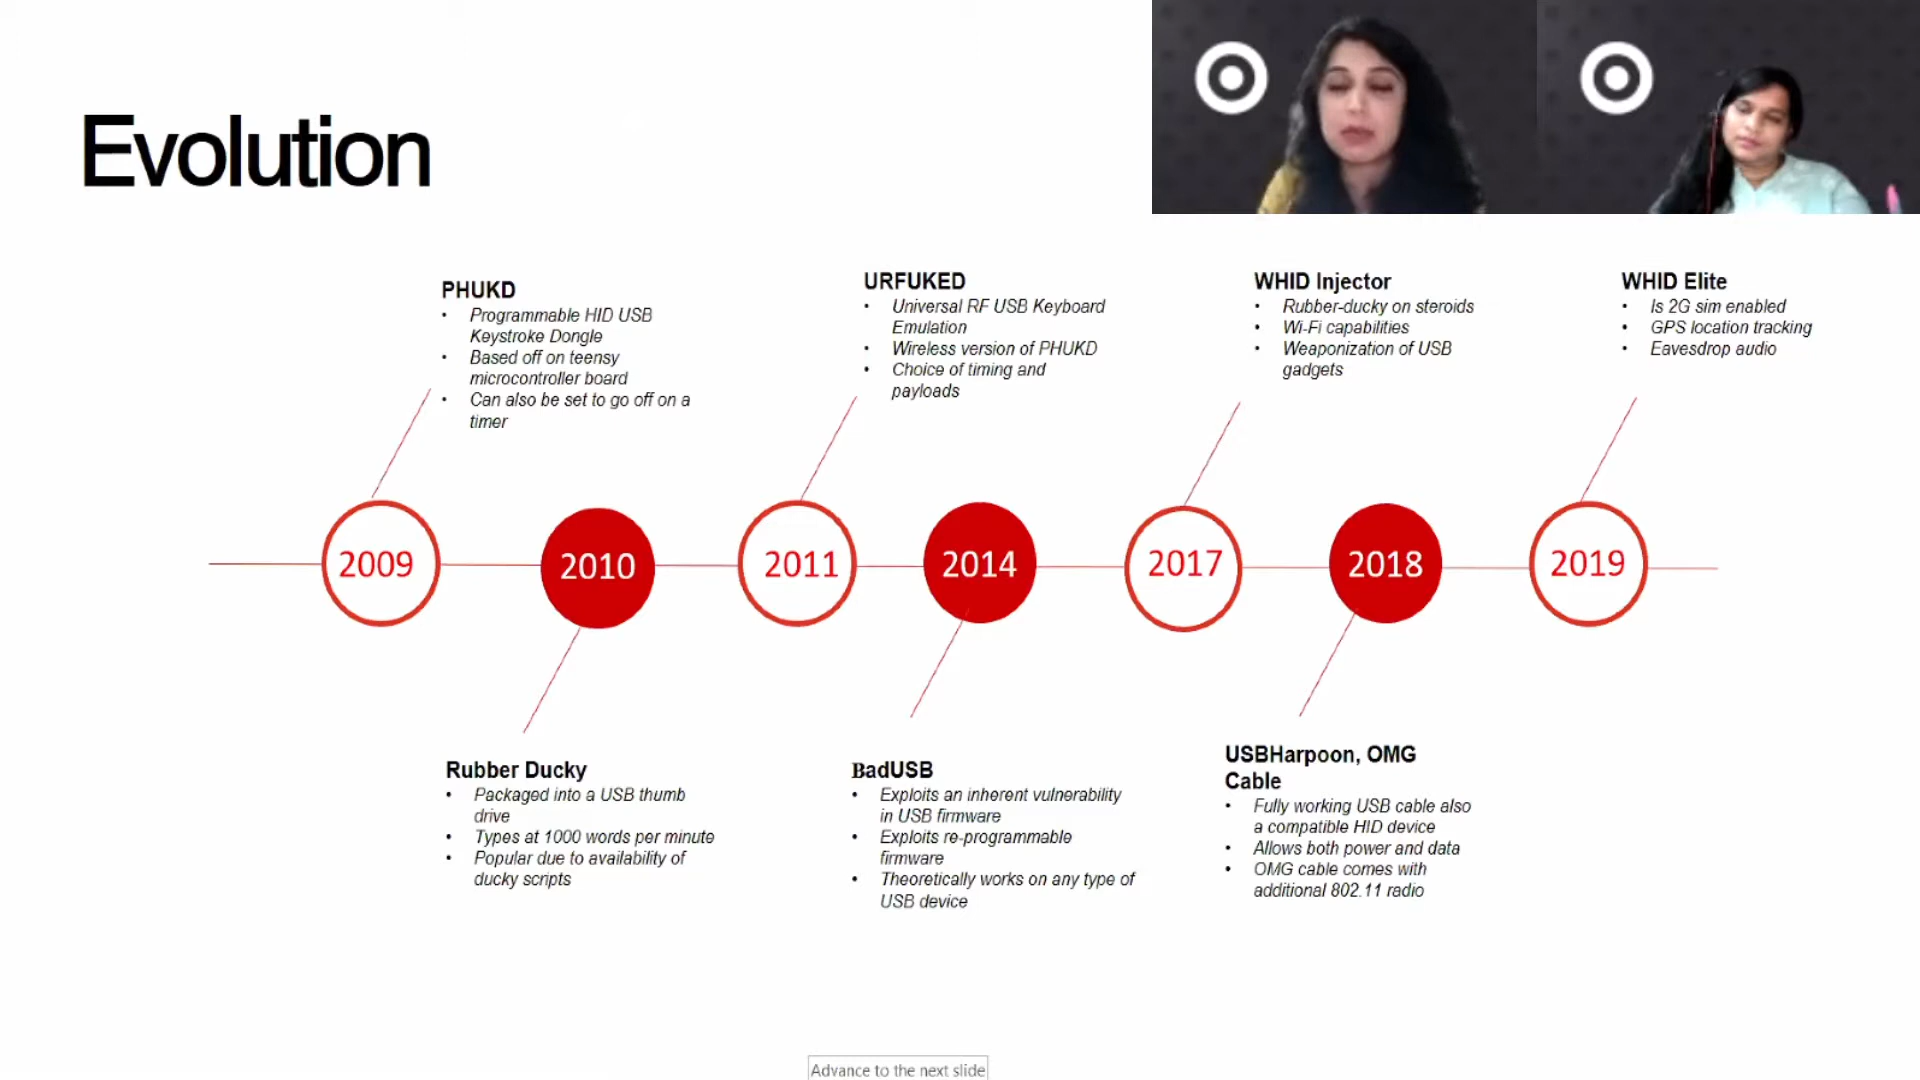 Evolution
PHUKD
• Programmable HID USB
Keystroke Dongle
• Based off on teensy
microcontroller board
• Can also be set to go off on a
timer
URFUKED
• Universal RF USB Keyboard
Emulation
• Wireless version of PHUKD
• Choice of timing and
payloads
WHID Injector
• Rubber-ducky on steroids
• Wi-Fi capabilities
• Weaponization of USB
gadgets
WHID Elite
• Is 2G sim enabled
• GPS location tracking
• Eavesdrop audio
2009
2010
2011
2014
2017
2018
2019
Rubber Ducky
• Packaged into a USB thumb
drive
• Types at 1000 words per minute
• Popular due to availability of
ducky scripts
BadUSB
• Exploits an inherent vulnerability
in USB firmware
• Exploits re-programmable
firmware
• Theoretically works on any type of
USB device
USBHarpoon, OMG
Cable
• Fully working USB cable also
a compatible HID device
• Allows both power and data
• OMG cable comes with
additional 802.11 radio
Advance to the next slide